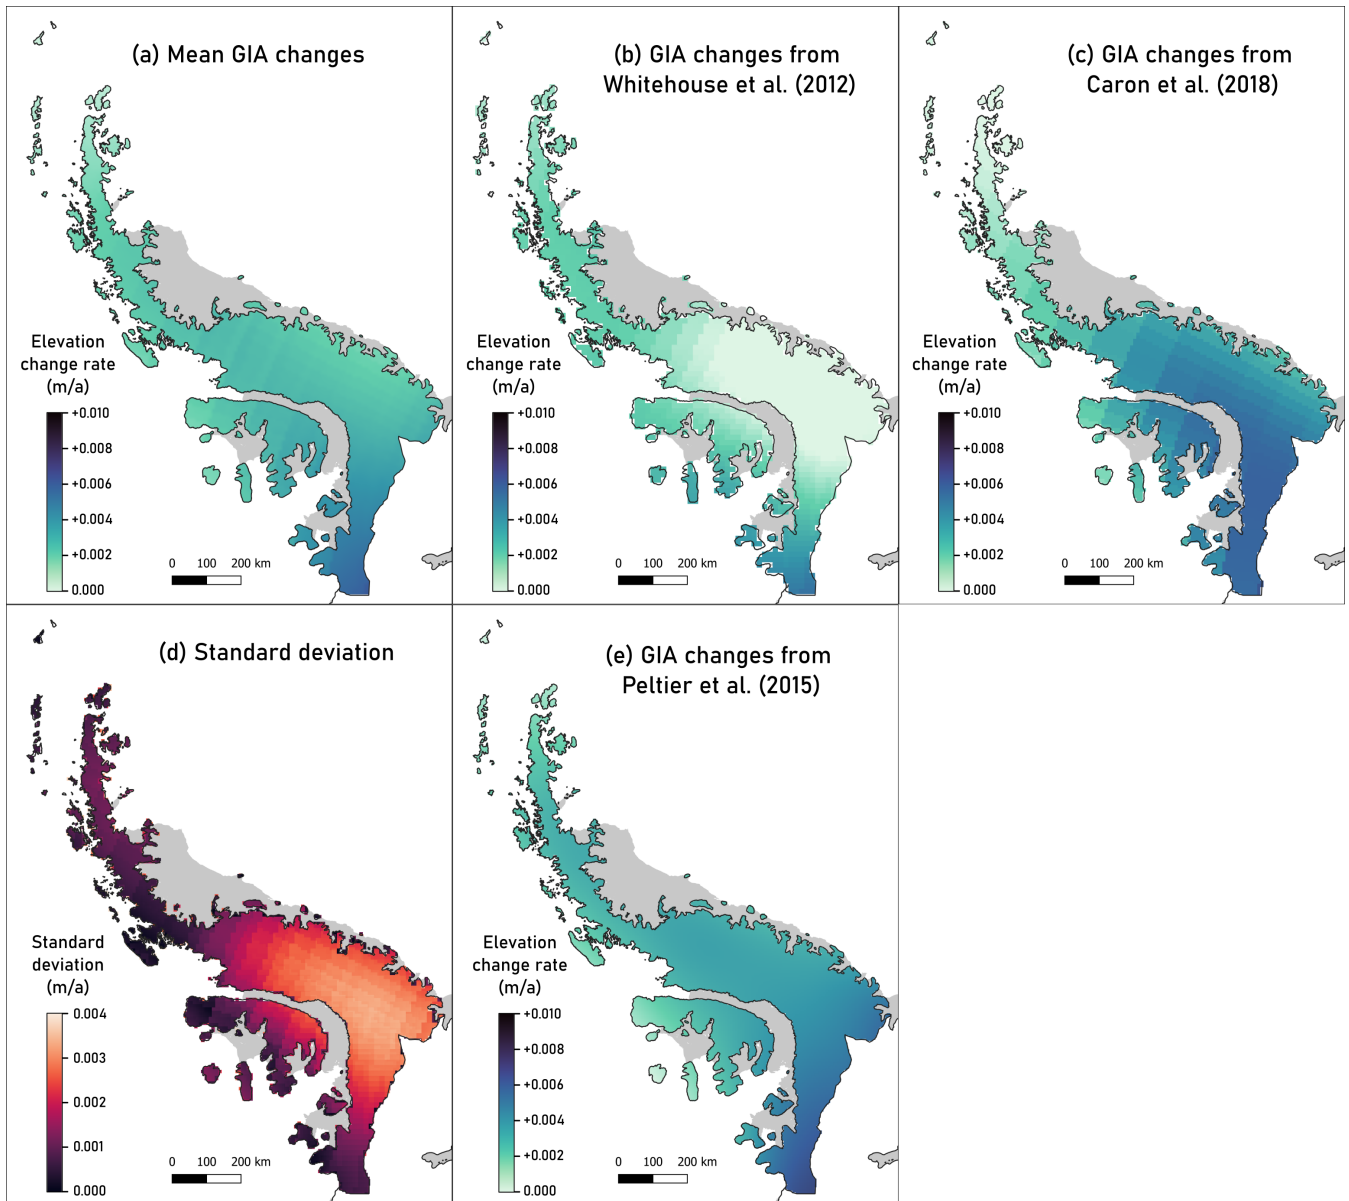 (a) Mean GIA changes
Elevation
change rate
(m/a)
+0.010
+0.008
+0.006
+0.004
+0.002
0.000
0 100 200 km
(b) GIA changes from
Whitehouse et al. (2012)
Elevation
change rate
(m/a)
+0.010
+0.008
+0.006
+0.004
+0.002
0.000
0 100 200 km
(c) GIA changes from
Caron et al. (2018)
Elevation
change rate
(m/a)
+0.010
+0.008
+0.006
+0.004
+0.002
0.000
0 100 200 km
(d) Standard deviation
Standard
deviation
(m/a)
0.004
0.003
0.002
0.001
0.000
0 100 200 km
(e) GIA changes from
Peltier et al. (2015)
Elevation
change rate
(m/a)
+0.010
+0.008
+0.006
+0.004
+0.002
0.000
0 100 200 km